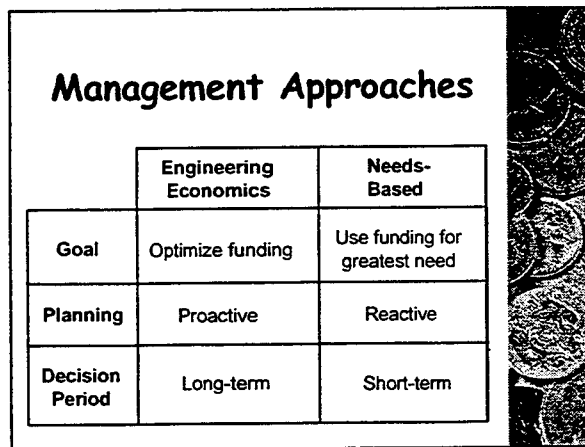 Management Approaches
Engineering Economics
Needs-Based
Goal
Optimize funding
Use funding for greatest need
Planning
Proactive
Reactive
Decision Period
Long-term
Short-term